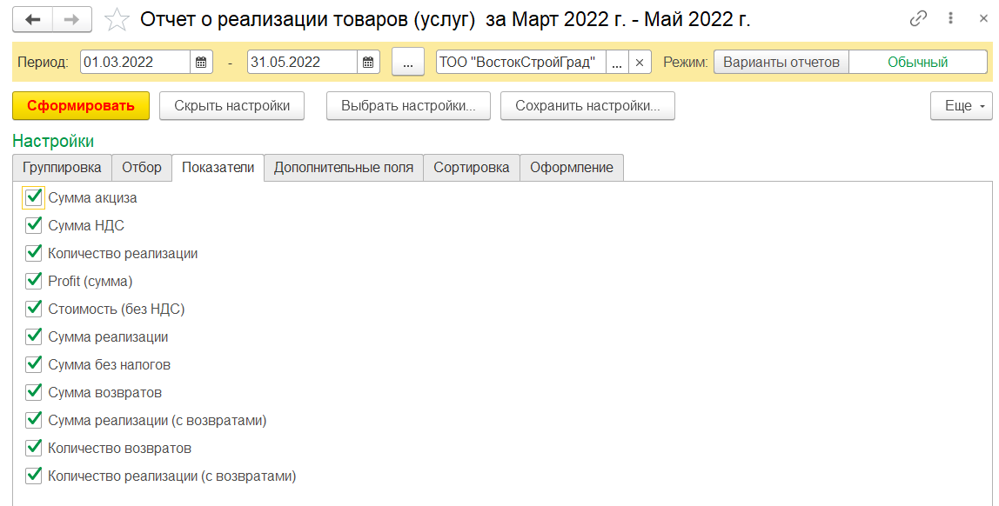 Отчет о реализации товаров (услуг) за Март 2022 г. - Май 2022 г.
Период: 01.03.2022 - 31.05.2022 ... ТОО "ВостокСтройГрад" ... × Режим: Варианты отчетов Обычный
Сформировать Скрыть настройки Выбрать настройки... Сохранить настройки... Еще
Настройки
Группировка Отбор Показатели Дополнительные поля Сортировка Оформление
Сумма акциза
Сумма НДС
Количество реализации
Profit (сумма)
Стоимость (без НДС)
Сумма реализации
Сумма без налогов
Сумма возвратов
Сумма реализации (с возвратами)
Количество возвратов
Количество реализации (с возвратами)